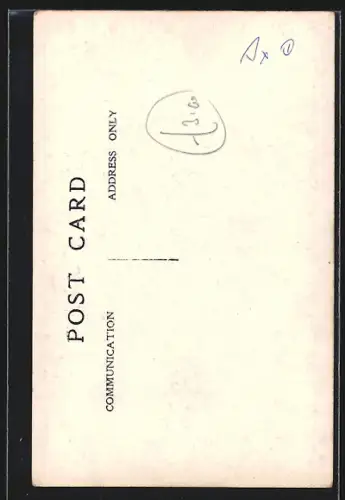 POST CARD
COMMUNICATION
ADDRESS ONLY